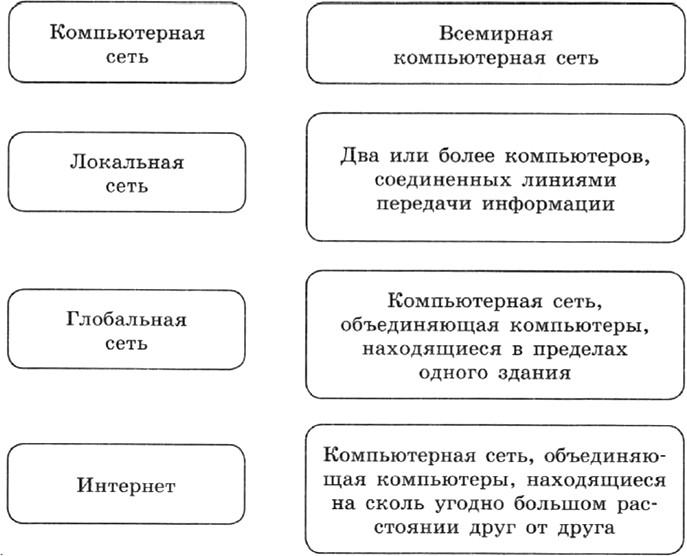 Компьютерная
сеть
Всемирная
компьютерная сеть
Локальная
сеть
Два или более компьютеров,
соединенных линиями
передачи информации
Глобальная
сеть
Компьютерная сеть,
объединяющая компьютеры,
находящиеся в пределах
одного здания
Интернет
Компьютерная сеть, объединяю-
щая компьютеры, находящиеся
на сколь угодно большом рас-
стоянии друг от друга